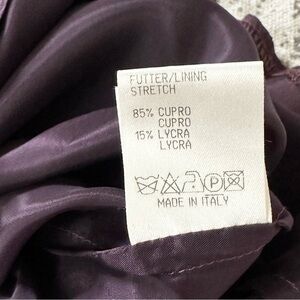 FUTTER/LINING
STRETCH
85% CUPRO
CUPRO
15% LYCRA
LYCRA
P
MADE IN ITALY